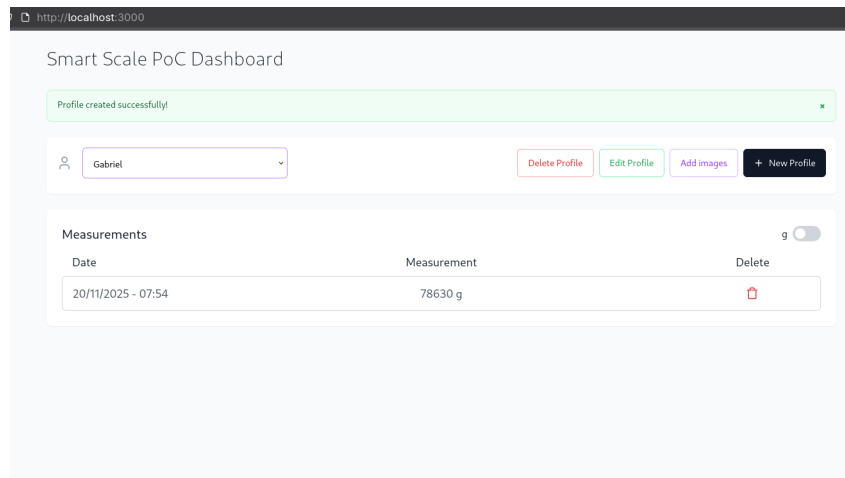 http://localhost:3000
Smart Scale PoC Dashboard
Profile created successfully! ×
Gabriel Delete Profile Edit Profile Add images + New Profile
Measurements g
Date Measurement Delete
20/11/2025 - 07:54 78630 g